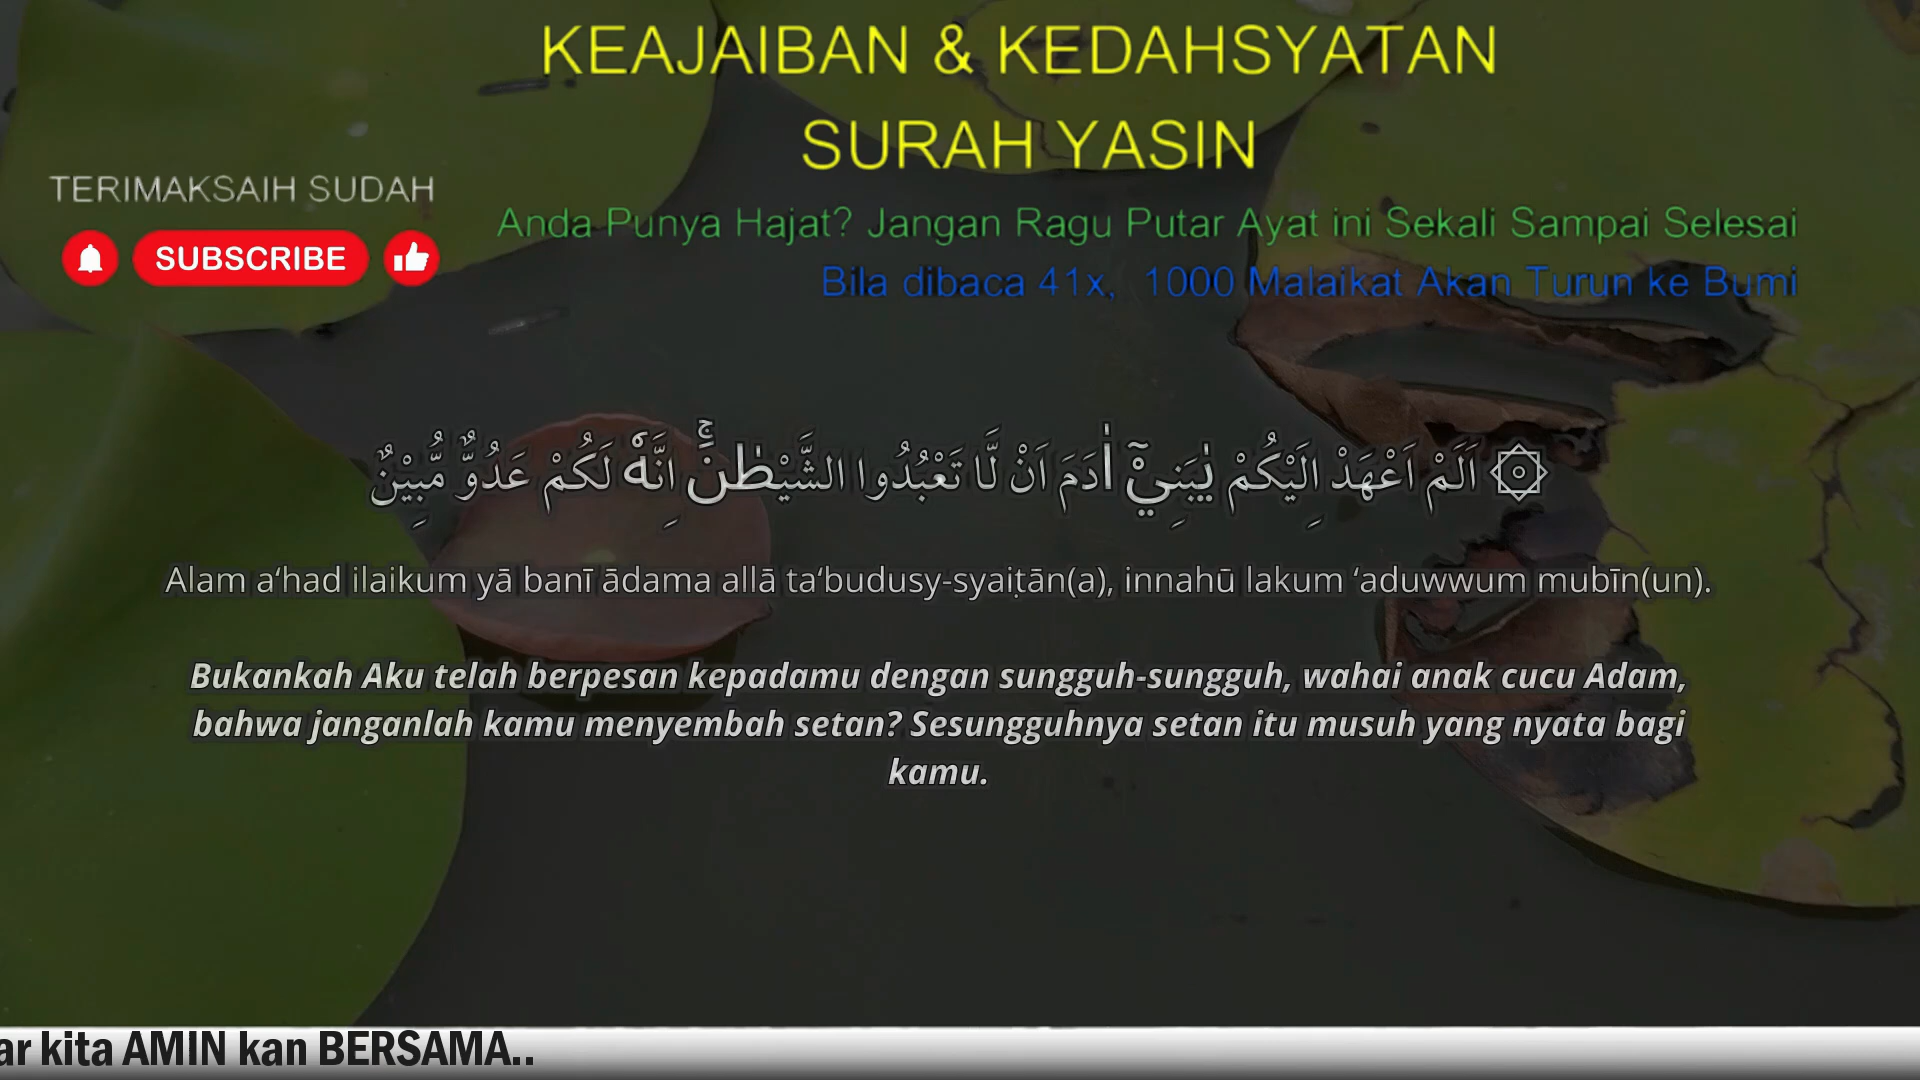 KEAJAIBAN & KEDAHSYATAN
SURAH YASIN
TERIMAKSAIH SUDAH
SUBSCRIBE
Anda Punya Hajat? Jangan Ragu Putar Ayat ini Sekali Sampai Selesai
Bila dibaca 41x, 1000 Malaikat Akan Turun ke Bumi
۞ اَلَمْ اَعْهَدْ اِلَيْكُمْ يٰبَنِيْٓ اٰدَمَ اَنْ لَّا تَعْبُدُوا الشَّيْطٰنَۚ اِنَّهٗ لَكُمْ عَدُوٌّ مُّبِيْنٌ
Alam a‘had ilaikum yā banī ādama allā ta‘budusy-syaiṭān(a), innahū lakum ‘aduwwum mubīn(un).
Bukankah Aku telah berpesan kepadamu dengan sungguh-sungguh, wahai anak cucu Adam,
bahwa janganlah kamu menyembah setan? Sesungguhnya setan itu musuh yang nyata bagi
kamu.
ar kita AMIN kan BERSAMA..